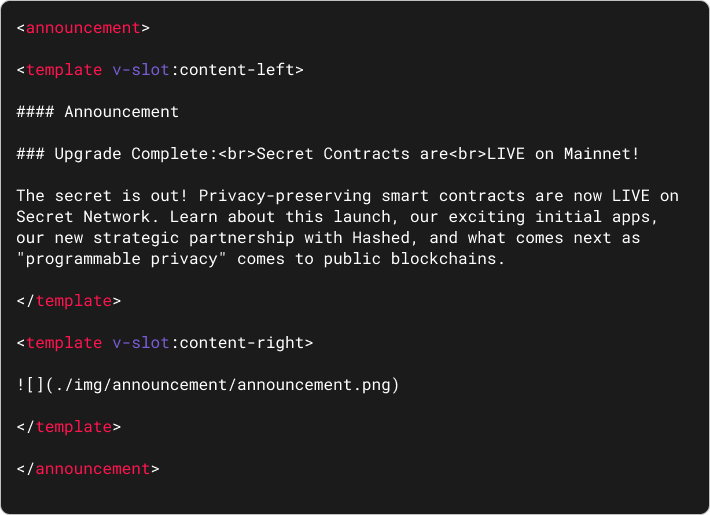 <announcement>
<template v-slot:content-left>
#### Announcement
### Upgrade Complete:<br>Secret Contracts are<br>LIVE on Mainnet!
The secret is out! Privacy-preserving smart contracts are now LIVE on
Secret Network. Learn about this launch, our exciting initial apps,
our new strategic partnership with Hashed, and what comes next as
"programmable privacy" comes to public blockchains.
</template>
<template v-slot:content-right>
![](./img/announcement/announcement.png)
</template>
</announcement>